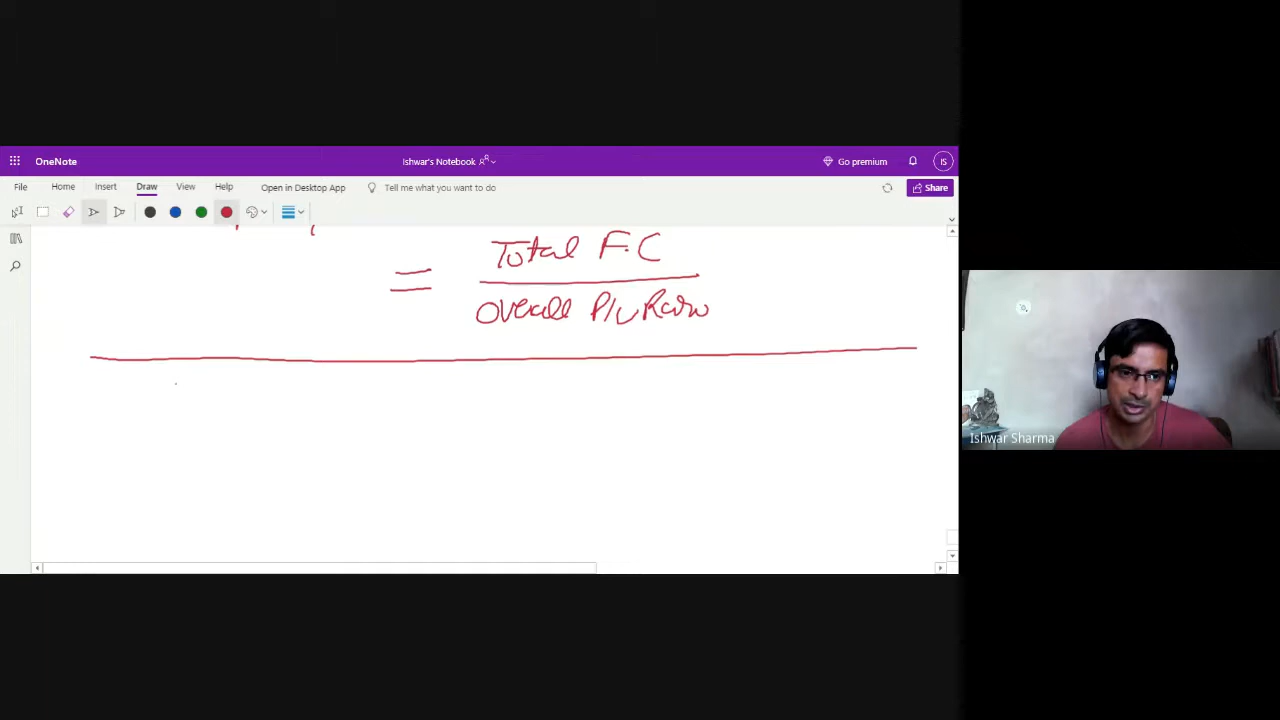 OneNote
Ishwar's Notebook
Go premium
IS
File Home Insert Draw View Help Open in Desktop App Tell me what you want to do
Share
Total F.C
=
Overall P/V Ratio
Ishwar Sharma